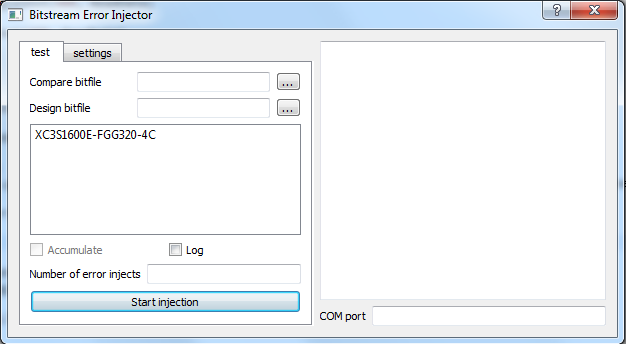 Bitstream Error Injector
?
test
settings
Compare bitfile
...
Design bitfile
...
XC3S1600E-FGG320-4C
Accumulate
Log
Number of error injects
Start injection
COM port